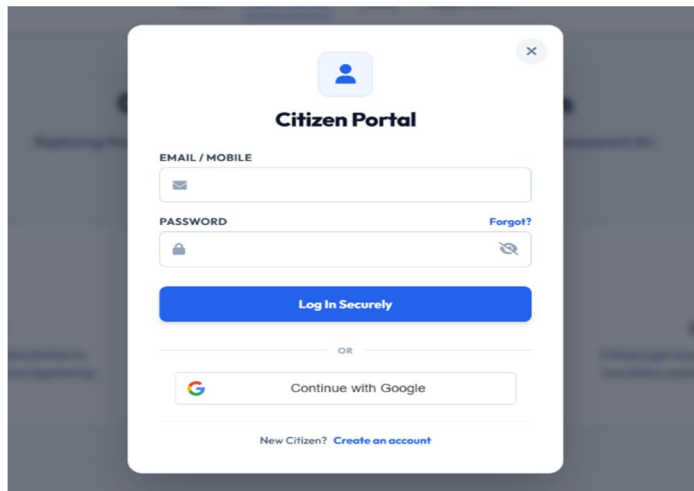 Citizen Portal
EMAIL / MOBILE
PASSWORD Forgot?
Log In Securely
OR
Continue with Google
New Citizen? Create an account